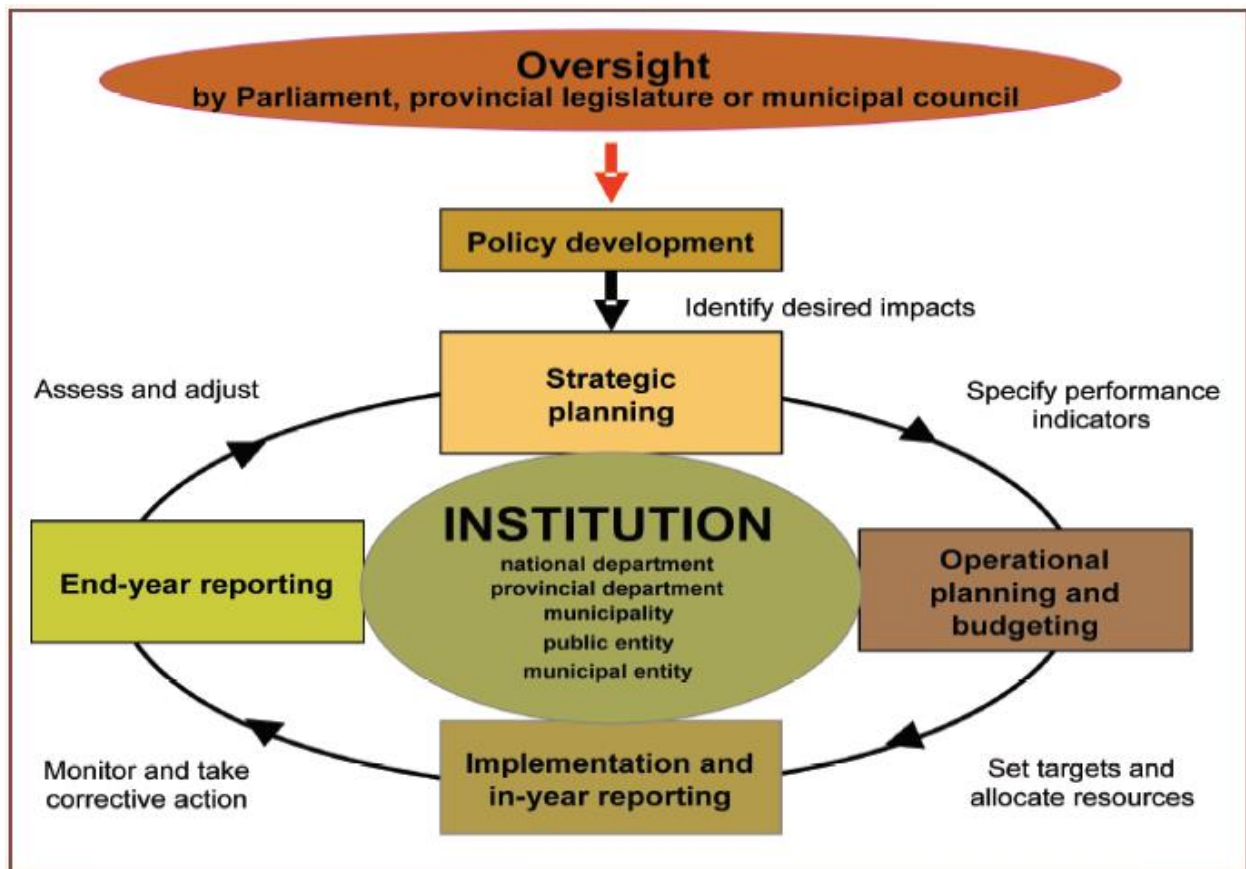 Oversight
by Parliament, provincial legislature or municipal council
Policy development
Identify desired impacts
Strategic
planning
Assess and adjust
Specify performance
indicators
INSTITUTION
national department
provincial department
municipality
public entity
municipal entity
End-year reporting
Operational
planning and
budgeting
Implementation and
in-year reporting
Monitor and take
corrective action
Set targets and
allocate resources